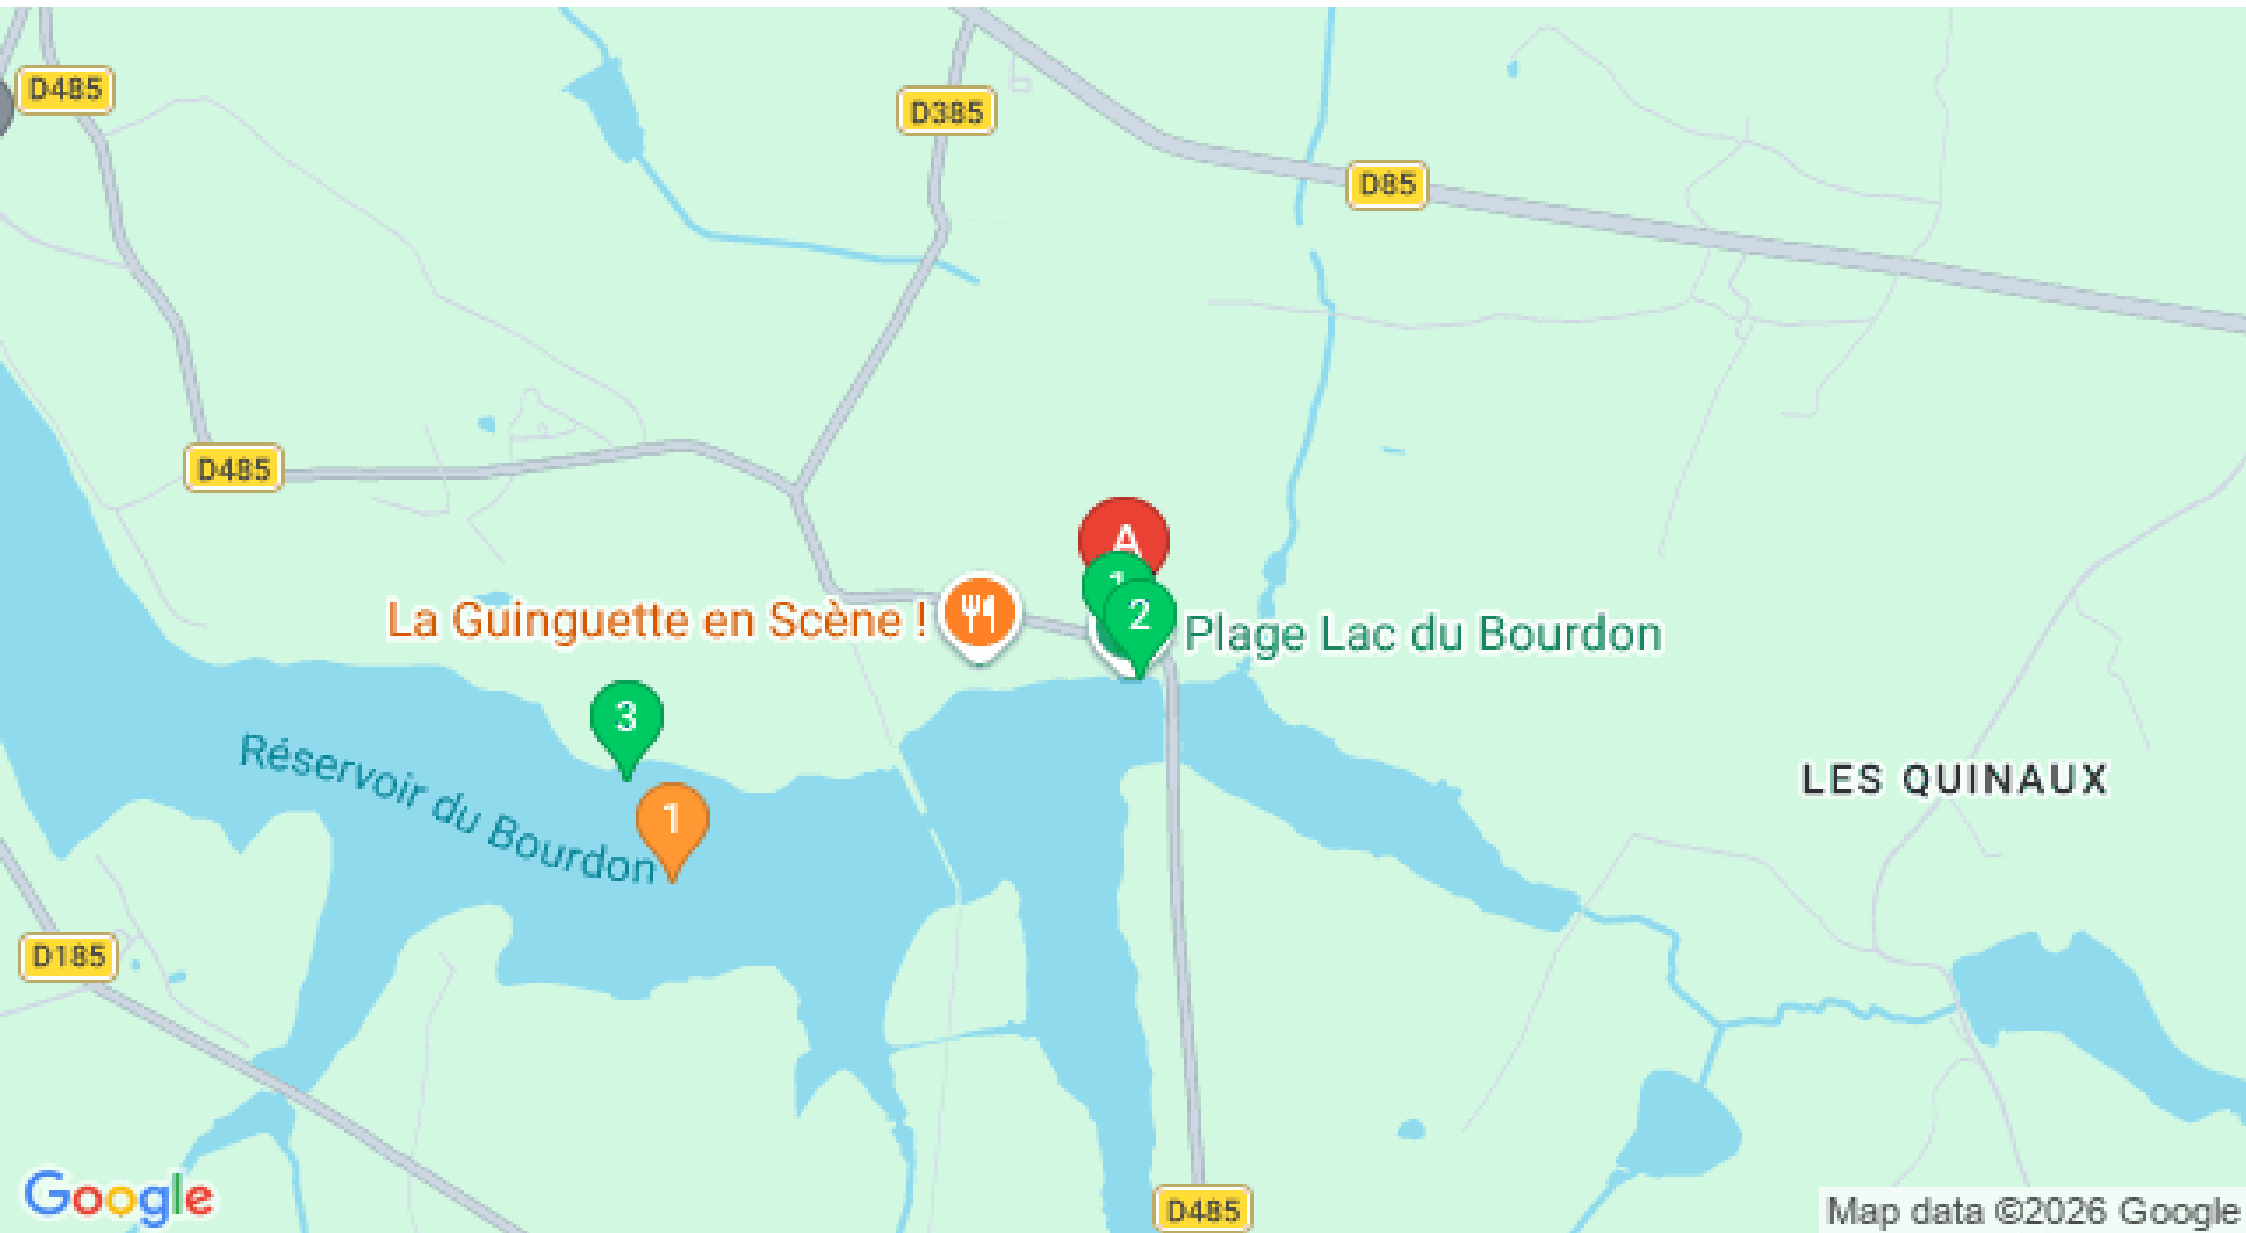 D485
D385
D85
D485
A
1
2
La Guinguette en Scène !
Plage Lac du Bourdon
3
Réservoir du Bourdon
1
LES QUINAUX
D185
Google
D485
Map data ©2026 Google